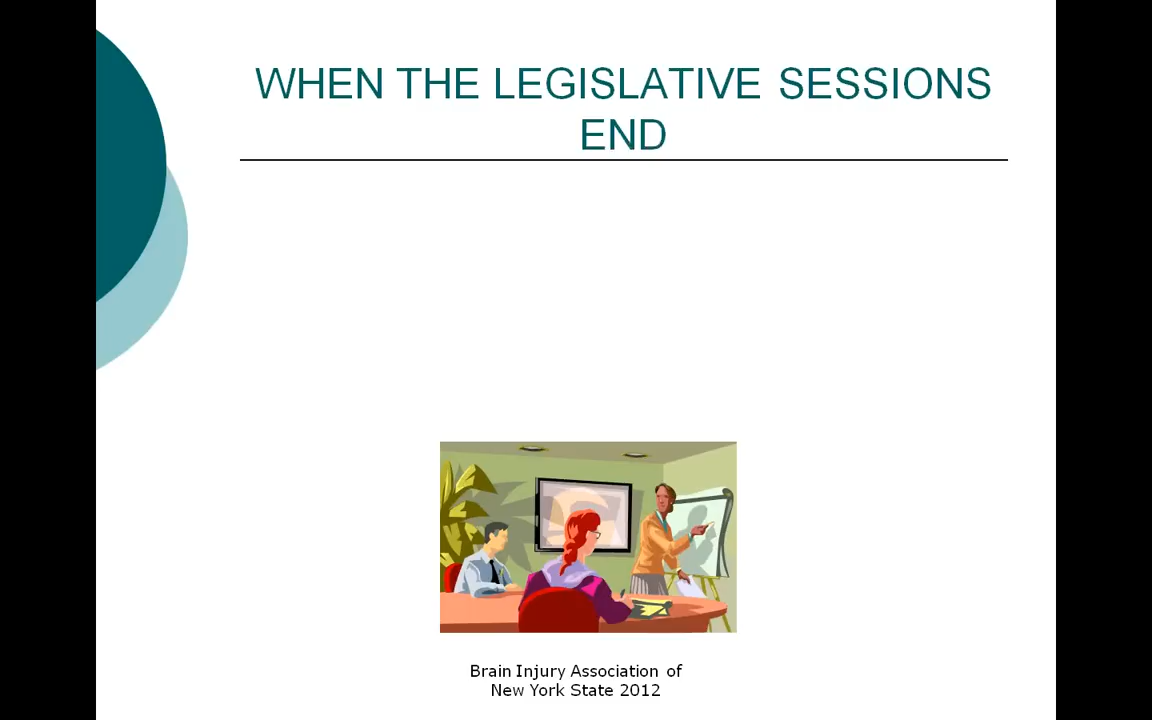 WHEN THE LEGISLATIVE SESSIONS
END
Brain Injury Association of
New York State 2012